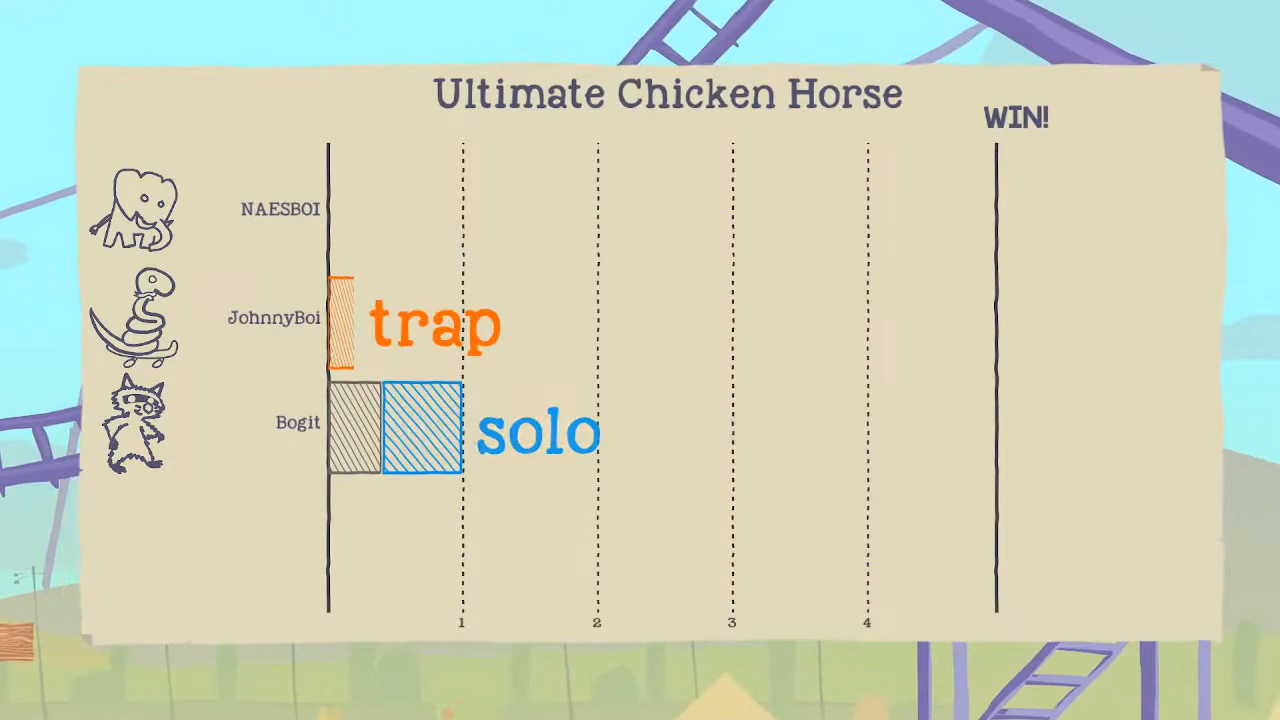 Ultimate Chicken Horse
WIN!
NAESBOI
JohnnyBoi
trap
Bogit
solo
1 2 3 4